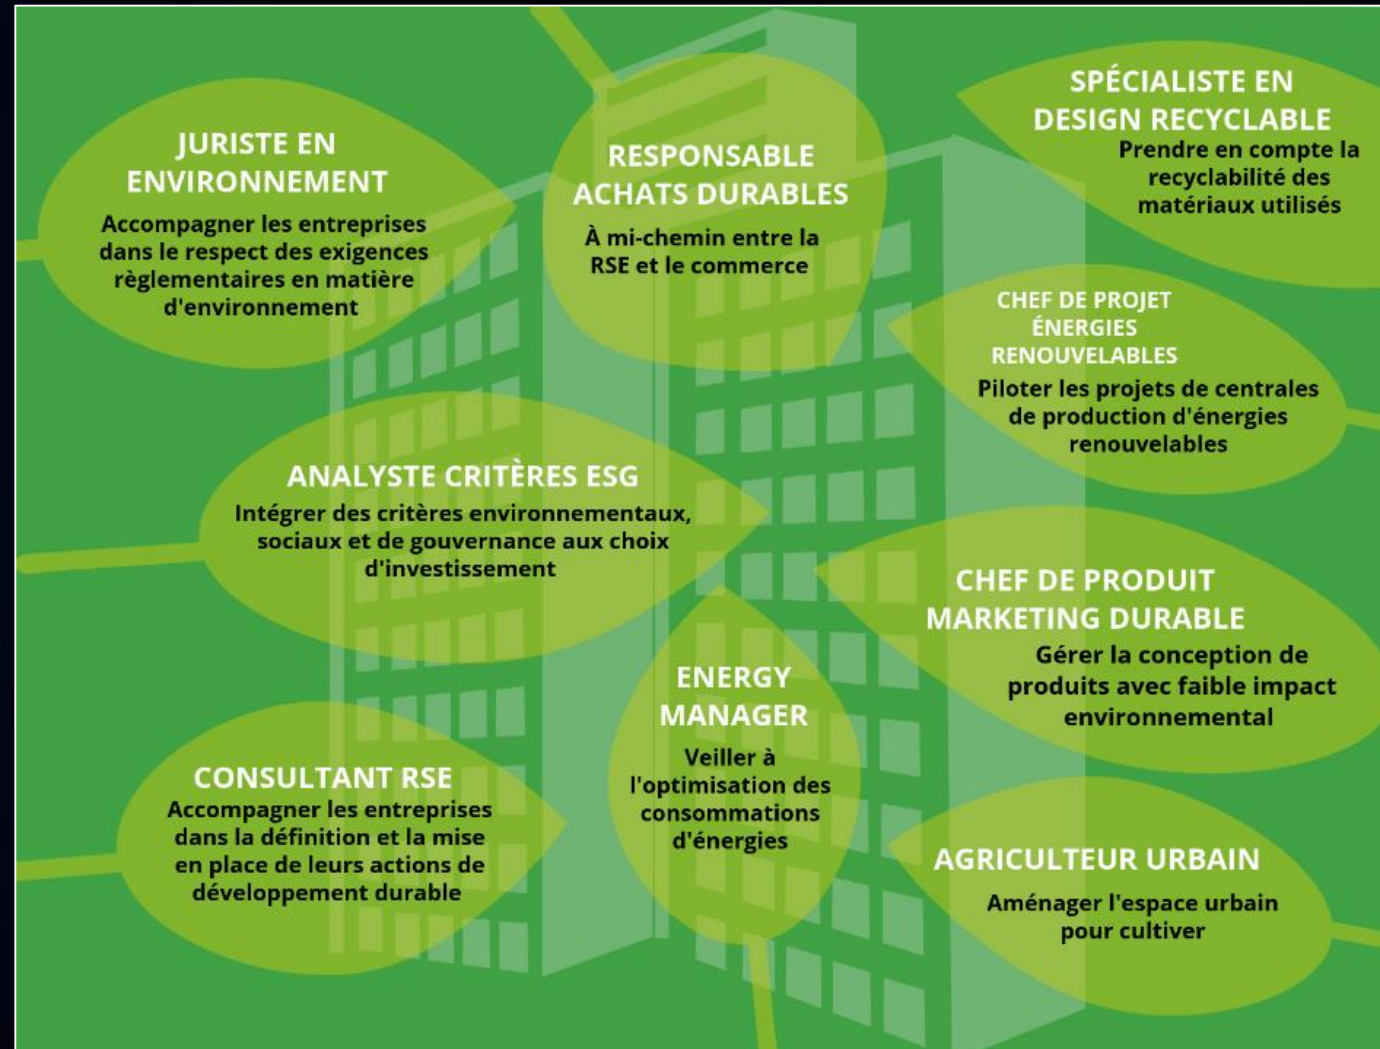 JURISTE EN
ENVIRONNEMENT
Accompagner les entreprises
dans le respect des exigences
règlementaires en matière
d'environnement
RESPONSABLE
ACHATS DURABLES
À mi-chemin entre la
RSE et le commerce
SPÉCIALISTE EN
DESIGN RECYCLABLE
Prendre en compte la
recyclabilité des
matériaux utilisés
CHEF DE PROJET
ÉNERGIES
RENOUVELABLES
Piloter les projets de centrales
de production d'énergies
renouvelables
ANALYSTE CRITÈRES ESG
Intégrer des critères environnementaux,
sociaux et de gouvernance aux choix
d'investissement
CHEF DE PRODUIT
MARKETING DURABLE
Gérer la conception de
produits avec faible impact
environnemental
ENERGY
MANAGER
Veiller à
l'optimisation des
consommations
d'énergies
CONSULTANT RSE
Accompagner les entreprises
dans la définition et la mise
en place de leurs actions de
développement durable
AGRICULTEUR URBAIN
Aménager l'espace urbain
pour cultiver